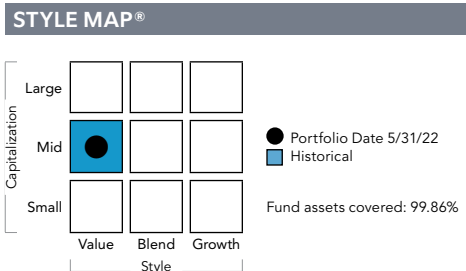 STYLE MAP®
Large
Mid
Small
Capitalization
Value Blend Growth
Style
Portfolio Date 5/31/22
Historical
Fund assets covered: 99.86%